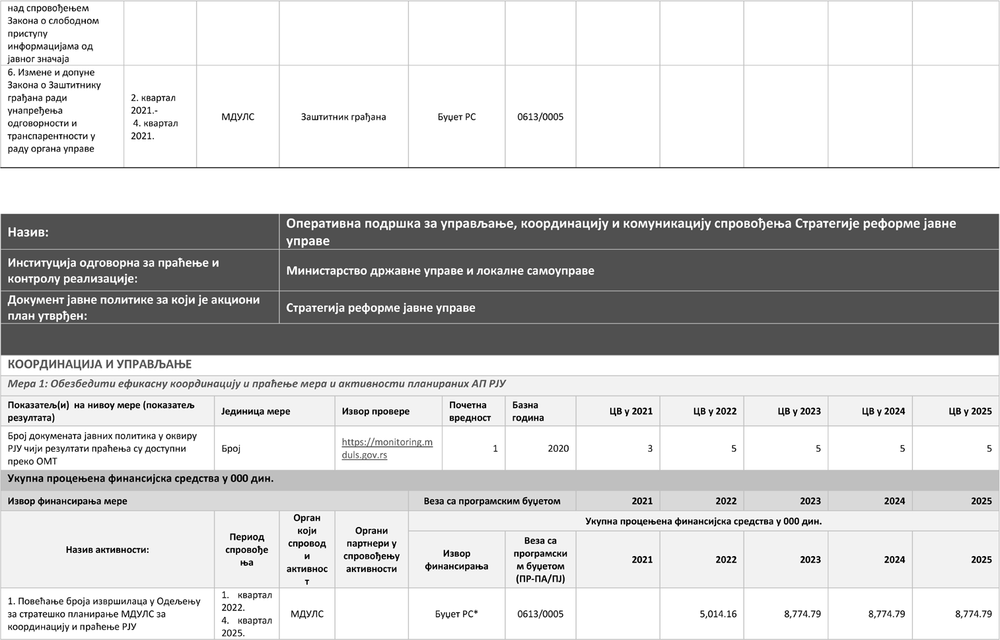 над спровођењем
Закона о слободном
приступу
информацијама од
јавног значаја
6. Измене и допуне
Закона о Заштитнику
грађана ради
унапређења
одговорности и
транспарентности у
раду органа управе
2. квартал
2021.-
4. квартал
2021.
МДУЛС
Заштитник грађана
Буџет РС
0613/0005
Назив:
Оперативна подршка за управљање, координацију и комуникацију спровођења Стратегије реформе јавне
управе
Институција одговорна за праћење и
контролу реализације:
Министарство државне управе и локалне самоуправе
Документ јавне политике за који је акциони
план утврђен:
Стратегија реформе јавне управе
КООРДИНАЦИЈА И УПРАВЉАЊЕ
Мера 1: Обезбедити ефикасну координацију и праћење мера и активности планираних АП РЈУ
Показатељ(и) на нивоу мере (показатељ
резултата)
Јединица мере
Извор провере
Почетна
вредност
Базна
година
ЦВ у 2021
ЦВ у 2022
ЦВ у 2023
ЦВ у 2024
ЦВ у 2025
Број докумената јавних политика у оквиру
РЈУ чији резултати праћења су доступни
преко ОМТ
Број
https://monitoring.m
duls.gov.rs
1
2020
3
5
5
5
5
Укупна процењена финансијска средства у 000 дин.
Извор финансирања мере
Веза са програмским буџетом
2021
2022
2023
2024
2025
Назив активности:
Период
спровође
ња
Орган
који
спровод
и
активнос
т
Органи
партнери у
спровођењу
активности
Укупна процењена финансијска средства у 000 дин.
Извор
финансирања
Веза са
програмски
м буџетом
(ПР-ПА/ПЈ)
2021
2022
2023
2024
2025
1. Повећање броја извршилаца у Одељењу
за стратешко планирање МДУЛС за
координацију и праћење РЈУ
1. квартал
2022.
4. квартал
2025.
МДУЛС
Буџет РС*
0613/0005
5,014.16
8,774.79
8,774.79
8,774.79